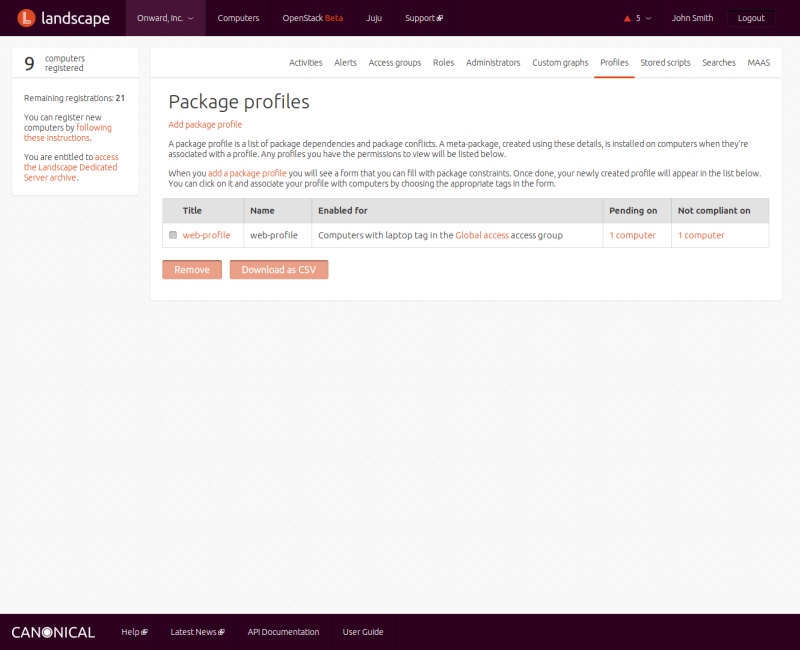 landscape
Onward, Inc.
Computers
OpenStack Beta
Juju
Support
5
John Smith
Logout
9 computers registered
Remaining registrations: 21
You can register new
computers by following
these instructions.
You are entitled to access
the Landscape Dedicated
Server archive.
Activities
Alerts
Access groups
Roles
Administrators
Custom graphs
Profiles
Stored scripts
Searches
MAAS
Package profiles
Add package profile
A package profile is a list of package dependencies and package conflicts. A meta-package, created using these details, is installed on computers when they're
associated with a profile. Any profiles you have the permissions to view will be listed below.
When you add a package profile you will see a form that you can fill with package constraints. Once done, your newly created profile will appear in the list below.
You can click on it and associate your profile with computers by choosing the appropriate tags in the form.
Title Name Enabled for Pending on Not compliant on
web-profile web-profile Computers with laptop tag in the Global access access group 1 computer 1 computer
Remove
Download as CSV
CANONICAL
Help
Latest News
API Documentation
User Guide